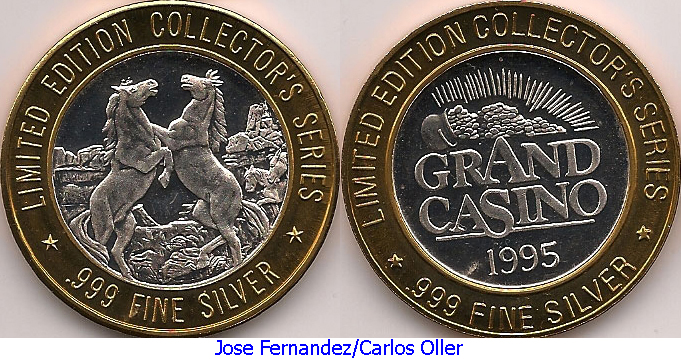 LIMITED EDITION COLLECTOR'S SERIES
.999 FINE SILVER
LIMITED EDITION COLLECTOR'S SERIES
GRAND
CASINO
1995
.999 FINE SILVER
Jose Fernandez/Carlos Oller